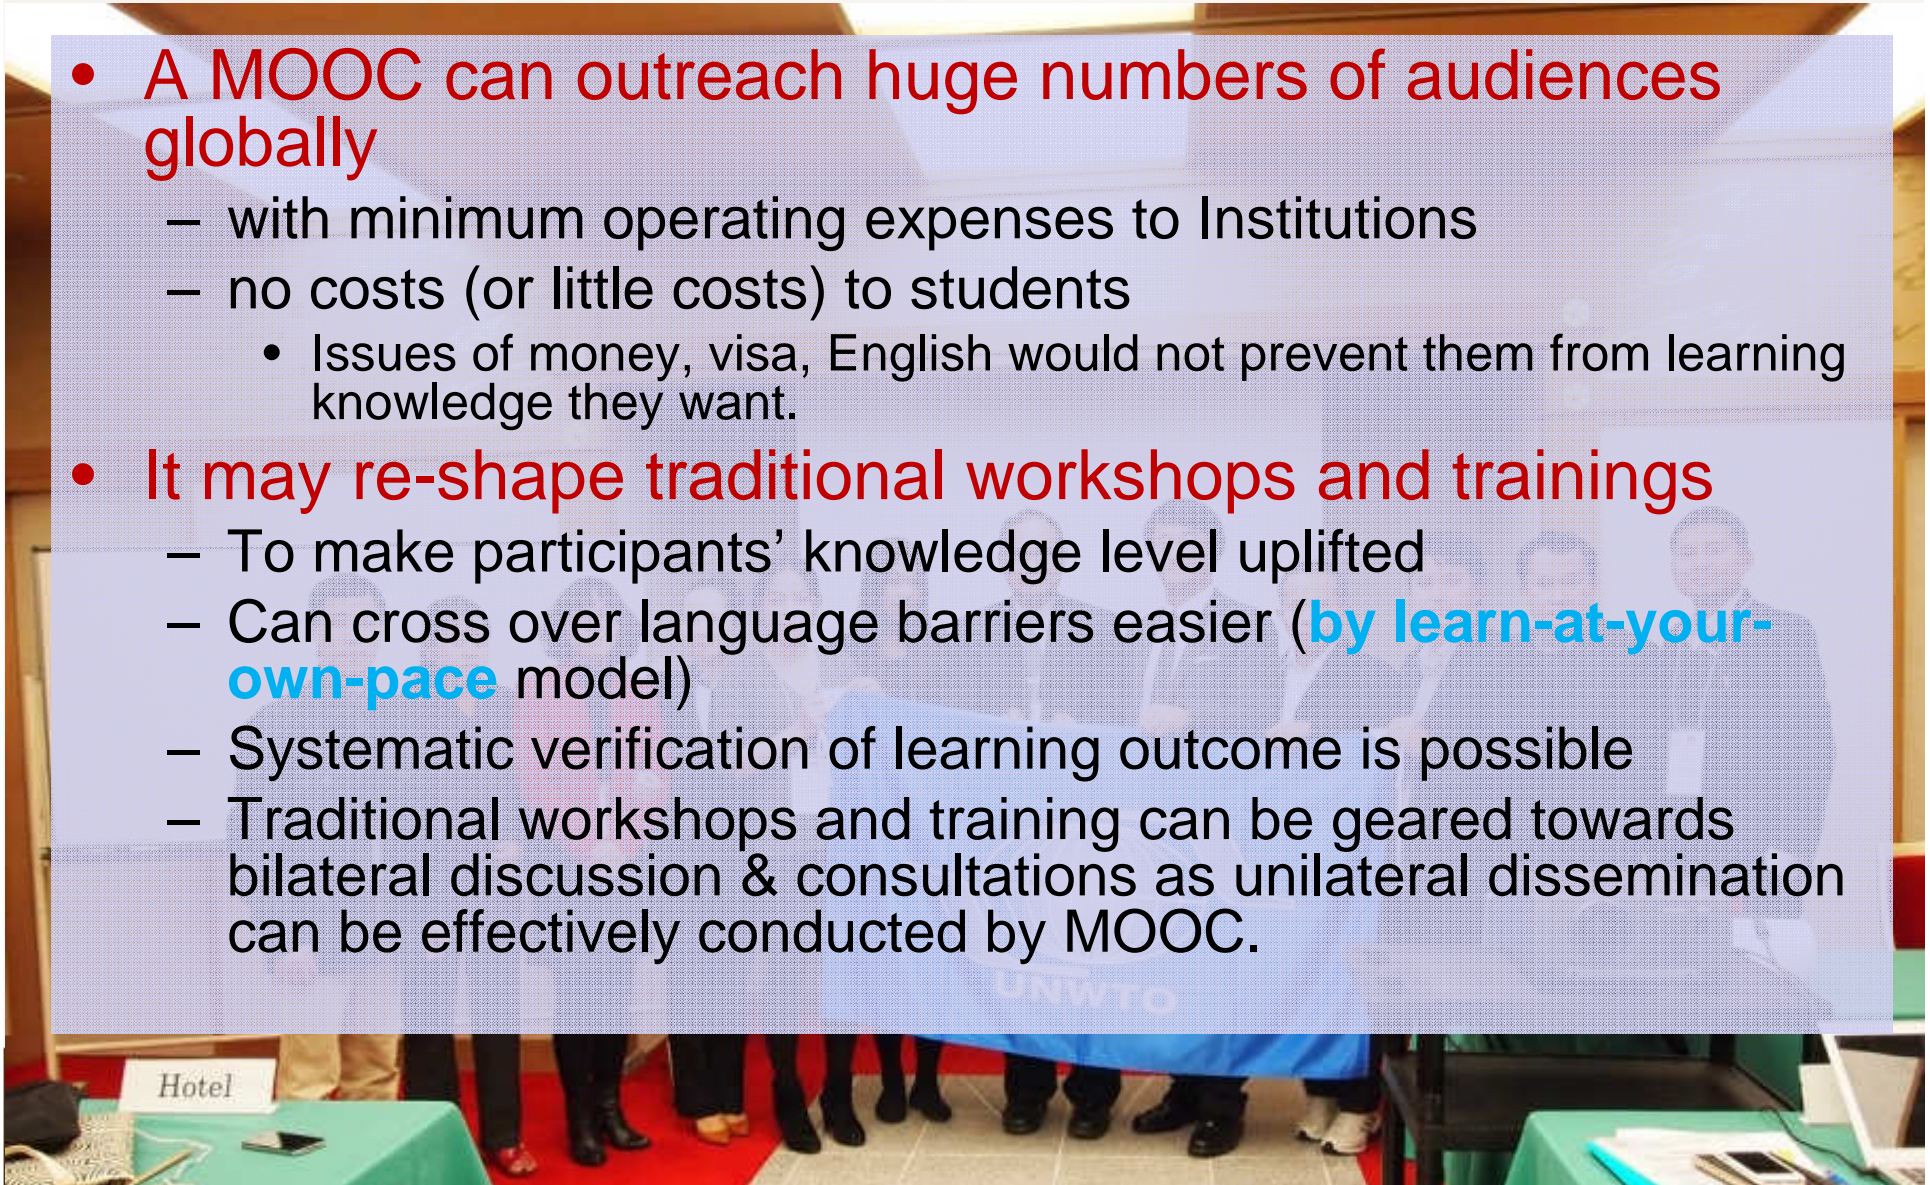 • A MOOC can outreach huge numbers of audiences
globally
– with minimum operating expenses to Institutions
– no costs (or little costs) to students
• Issues of money, visa, English would not prevent them from learning
knowledge they want.
• It may re-shape traditional workshops and trainings
– To make participants’ knowledge level uplifted
– Can cross over language barriers easier (by learn-at-your-
own-pace model)
– Systematic verification of learning outcome is possible
– Traditional workshops and training can be geared towards
bilateral discussion & consultations as unilateral dissemination
can be effectively conducted by MOOC.
UNWTO
Hotel